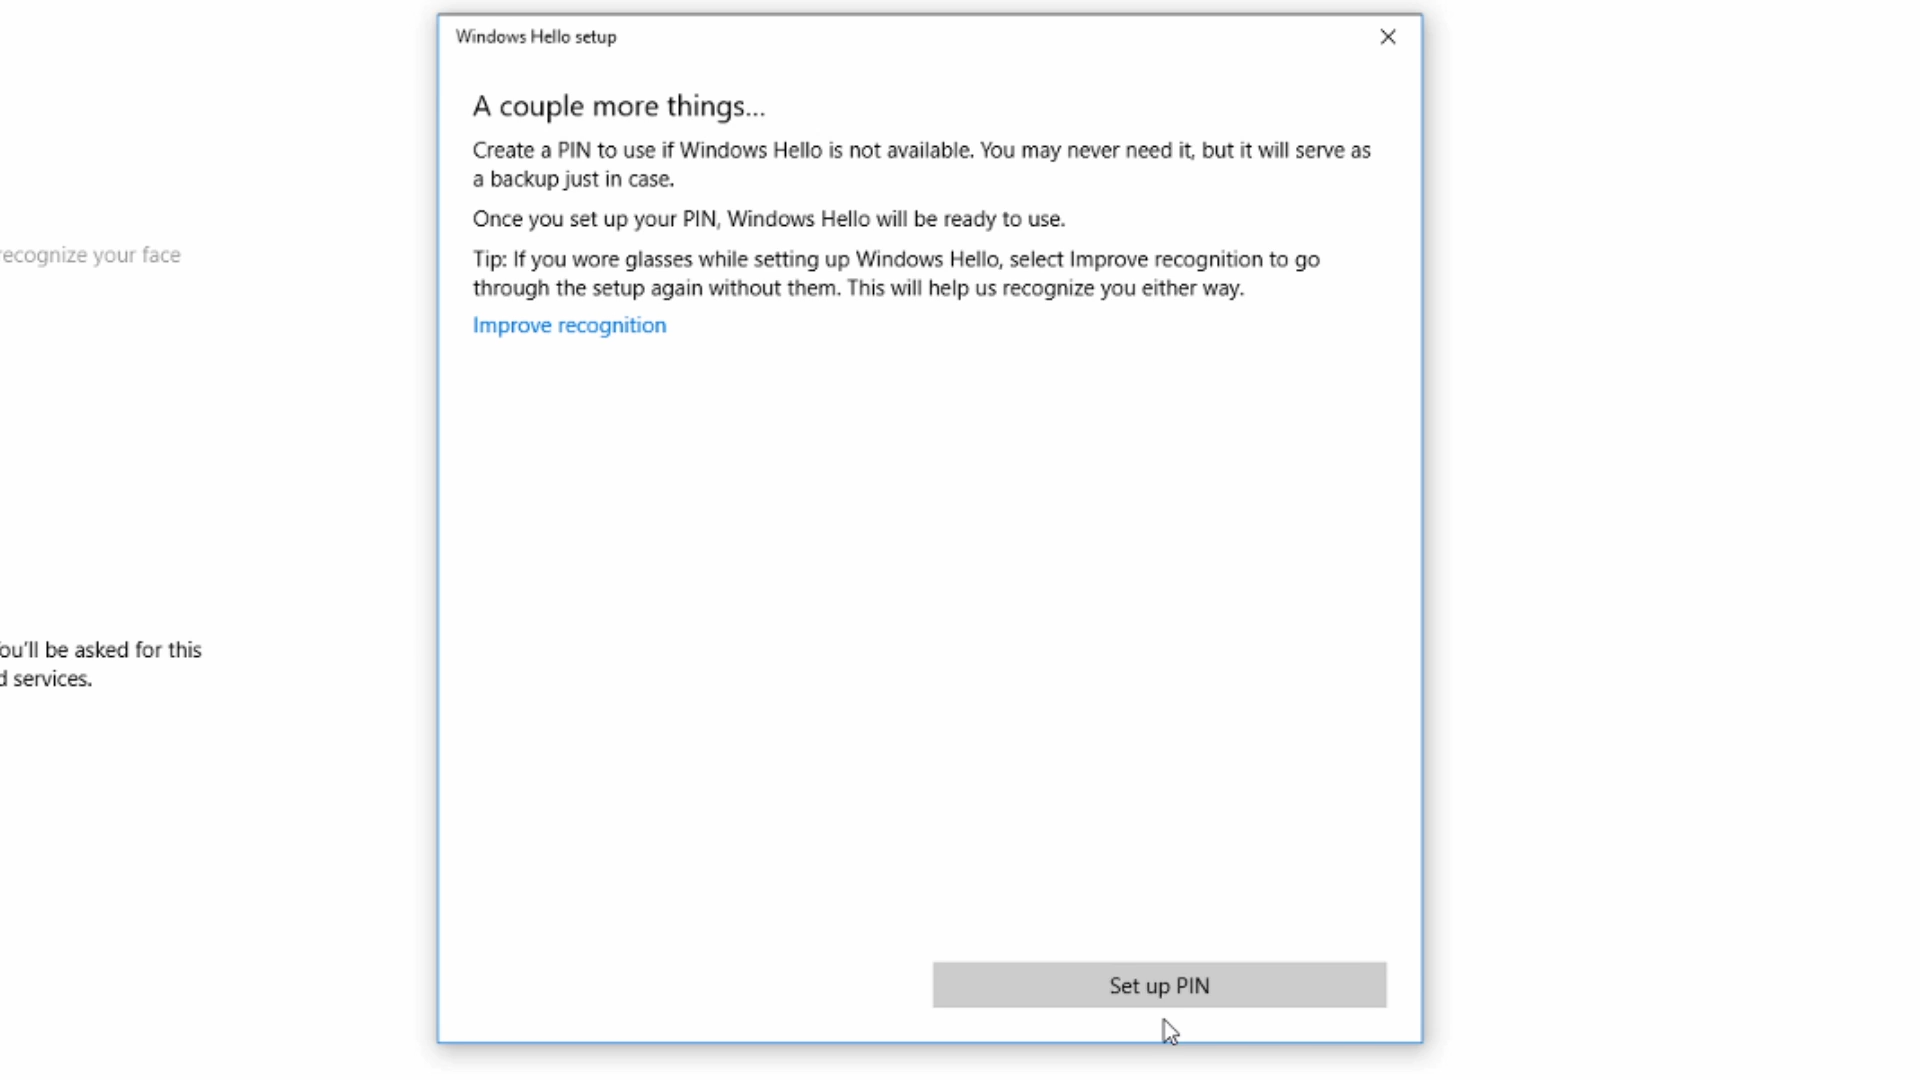 Windows Hello setup
A couple more things...
Create a PIN to use if Windows Hello is not available. You may never need it, but it will serve as
a backup just in case.
Once you set up your PIN, Windows Hello will be ready to use.
Tip: If you wore glasses while setting up Windows Hello, select Improve recognition to go
through the setup again without them. This will help us recognize you either way.
Improve recognition
Set up PIN
recognize your face
ou'll be asked for this
d services.